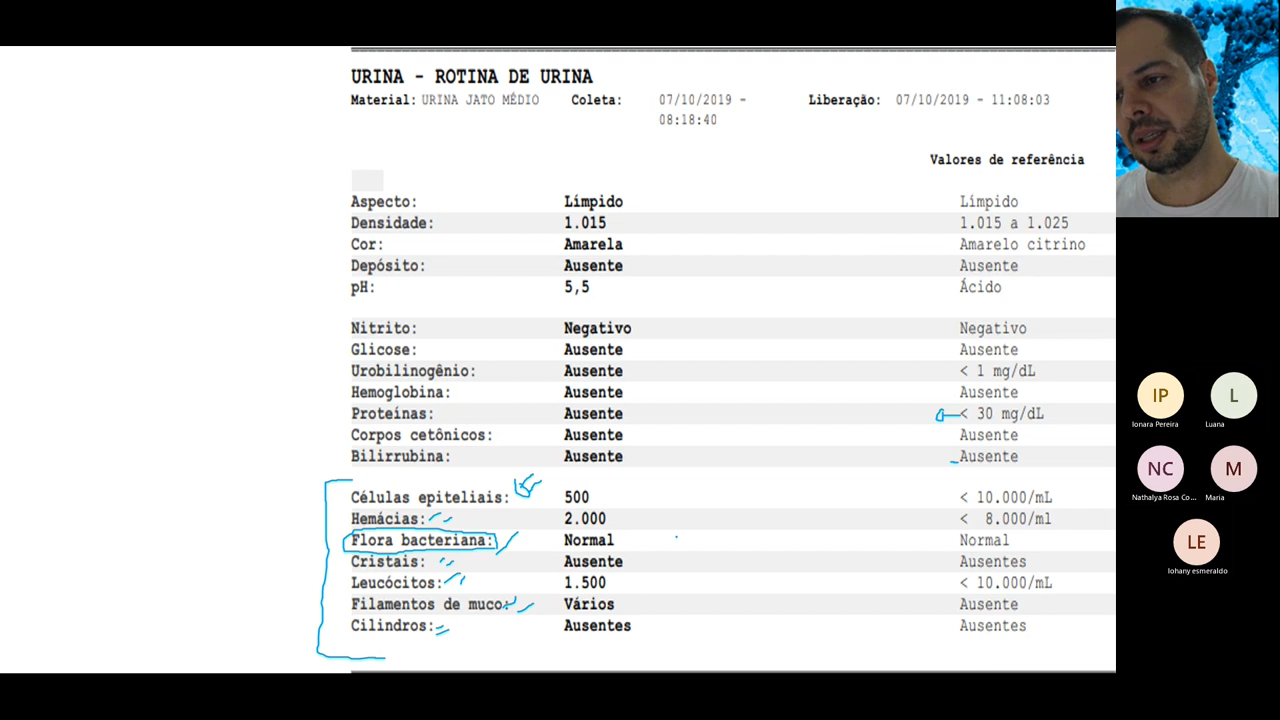 URINA - ROTINA DE URINA
Material: URINA JATO MÉDIO Coleta: 07/10/2019 - 08:18:40 Liberação: 07/10/2019 - 11:08:03
Valores de referência
Aspecto: Límpido Límpido
Densidade: 1.015 1.015 a 1.025
Cor: Amarela Amarelo citrino
Depósito: Ausente Ausente
pH: 5,5 Ácido
Nitrito: Negativo Negativo
Glicose: Ausente Ausente
Urobilinogênio: Ausente < 1 mg/dL
Hemoglobina: Ausente Ausente
Proteínas: Ausente < 30 mg/dL
Corpos cetônicos: Ausente Ausente
Bilirrubina: Ausente Ausente
Células epiteliais: 500 < 10.000/mL
Hemácias: 2.000 < 8.000/ml
Flora bacteriana: Normal Normal
Cristais: Ausente Ausentes
Leucócitos: 1.500 < 10.000/mL
Filamentos de muco: Vários Ausente
Cilindros: Ausentes Ausentes
IP L
Ionara Pereira Luana
NC M
Nathalya Rosa Co... Maria
LE
Iohany esmeraldo